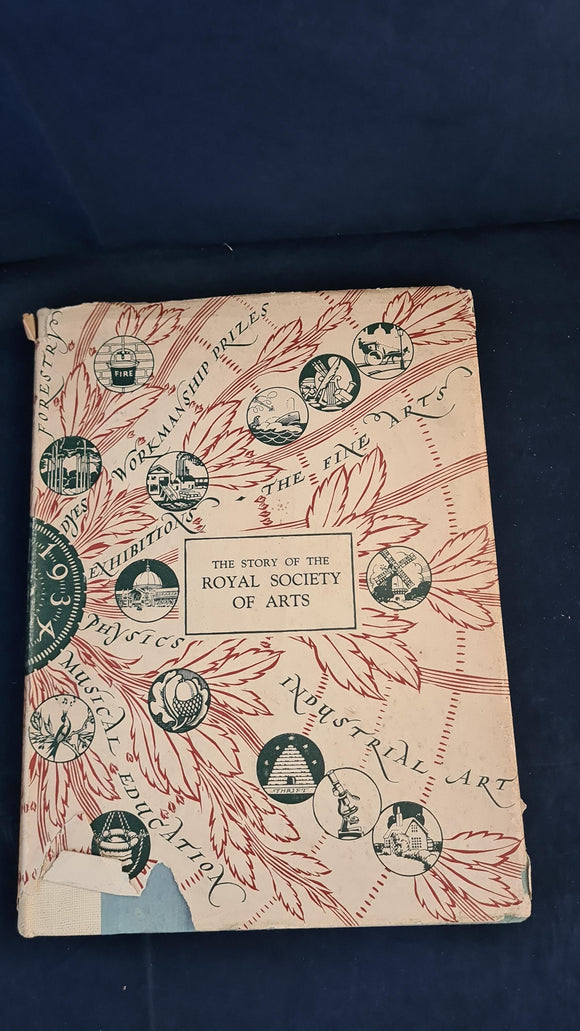 FORESTRY
WORKMANSHIP PRIZES
FIRE
THE FINE ARTS
DYES
EXHIBITIONS
THE STORY OF THE
ROYAL SOCIETY
OF ARTS
1934
PHYSICS
MUSICAL EDUCATION
INDUSTRIAL ART
THRIFT